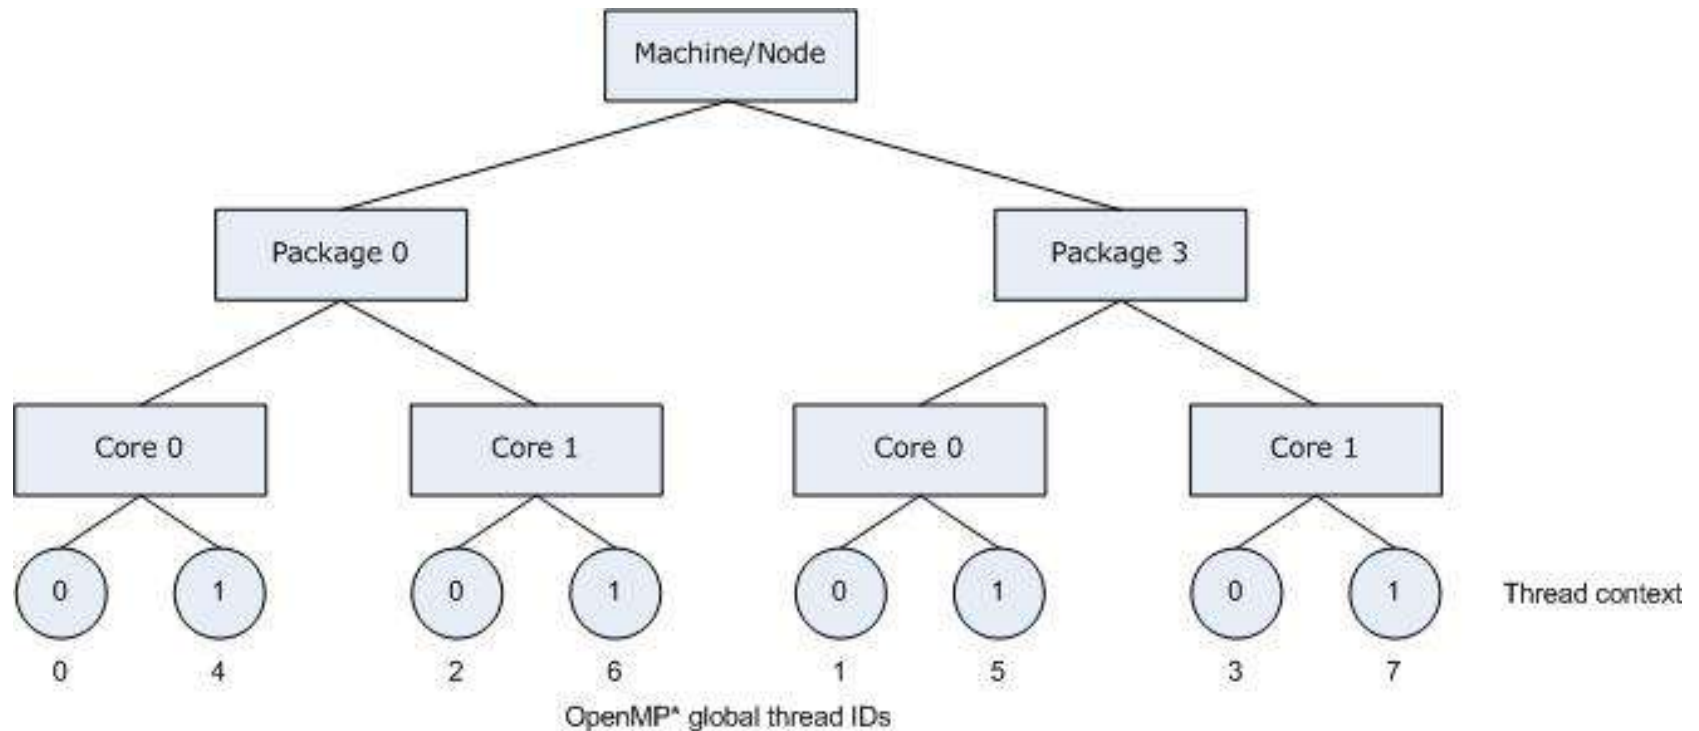 Machine/Node
Package 0
Package 3
Core 0
Core 1
Core 0
Core 1
0 1 0 1 0 1 0 1 Thread context
0 4 2 6 1 5 3 7
OpenMP* global thread IDs